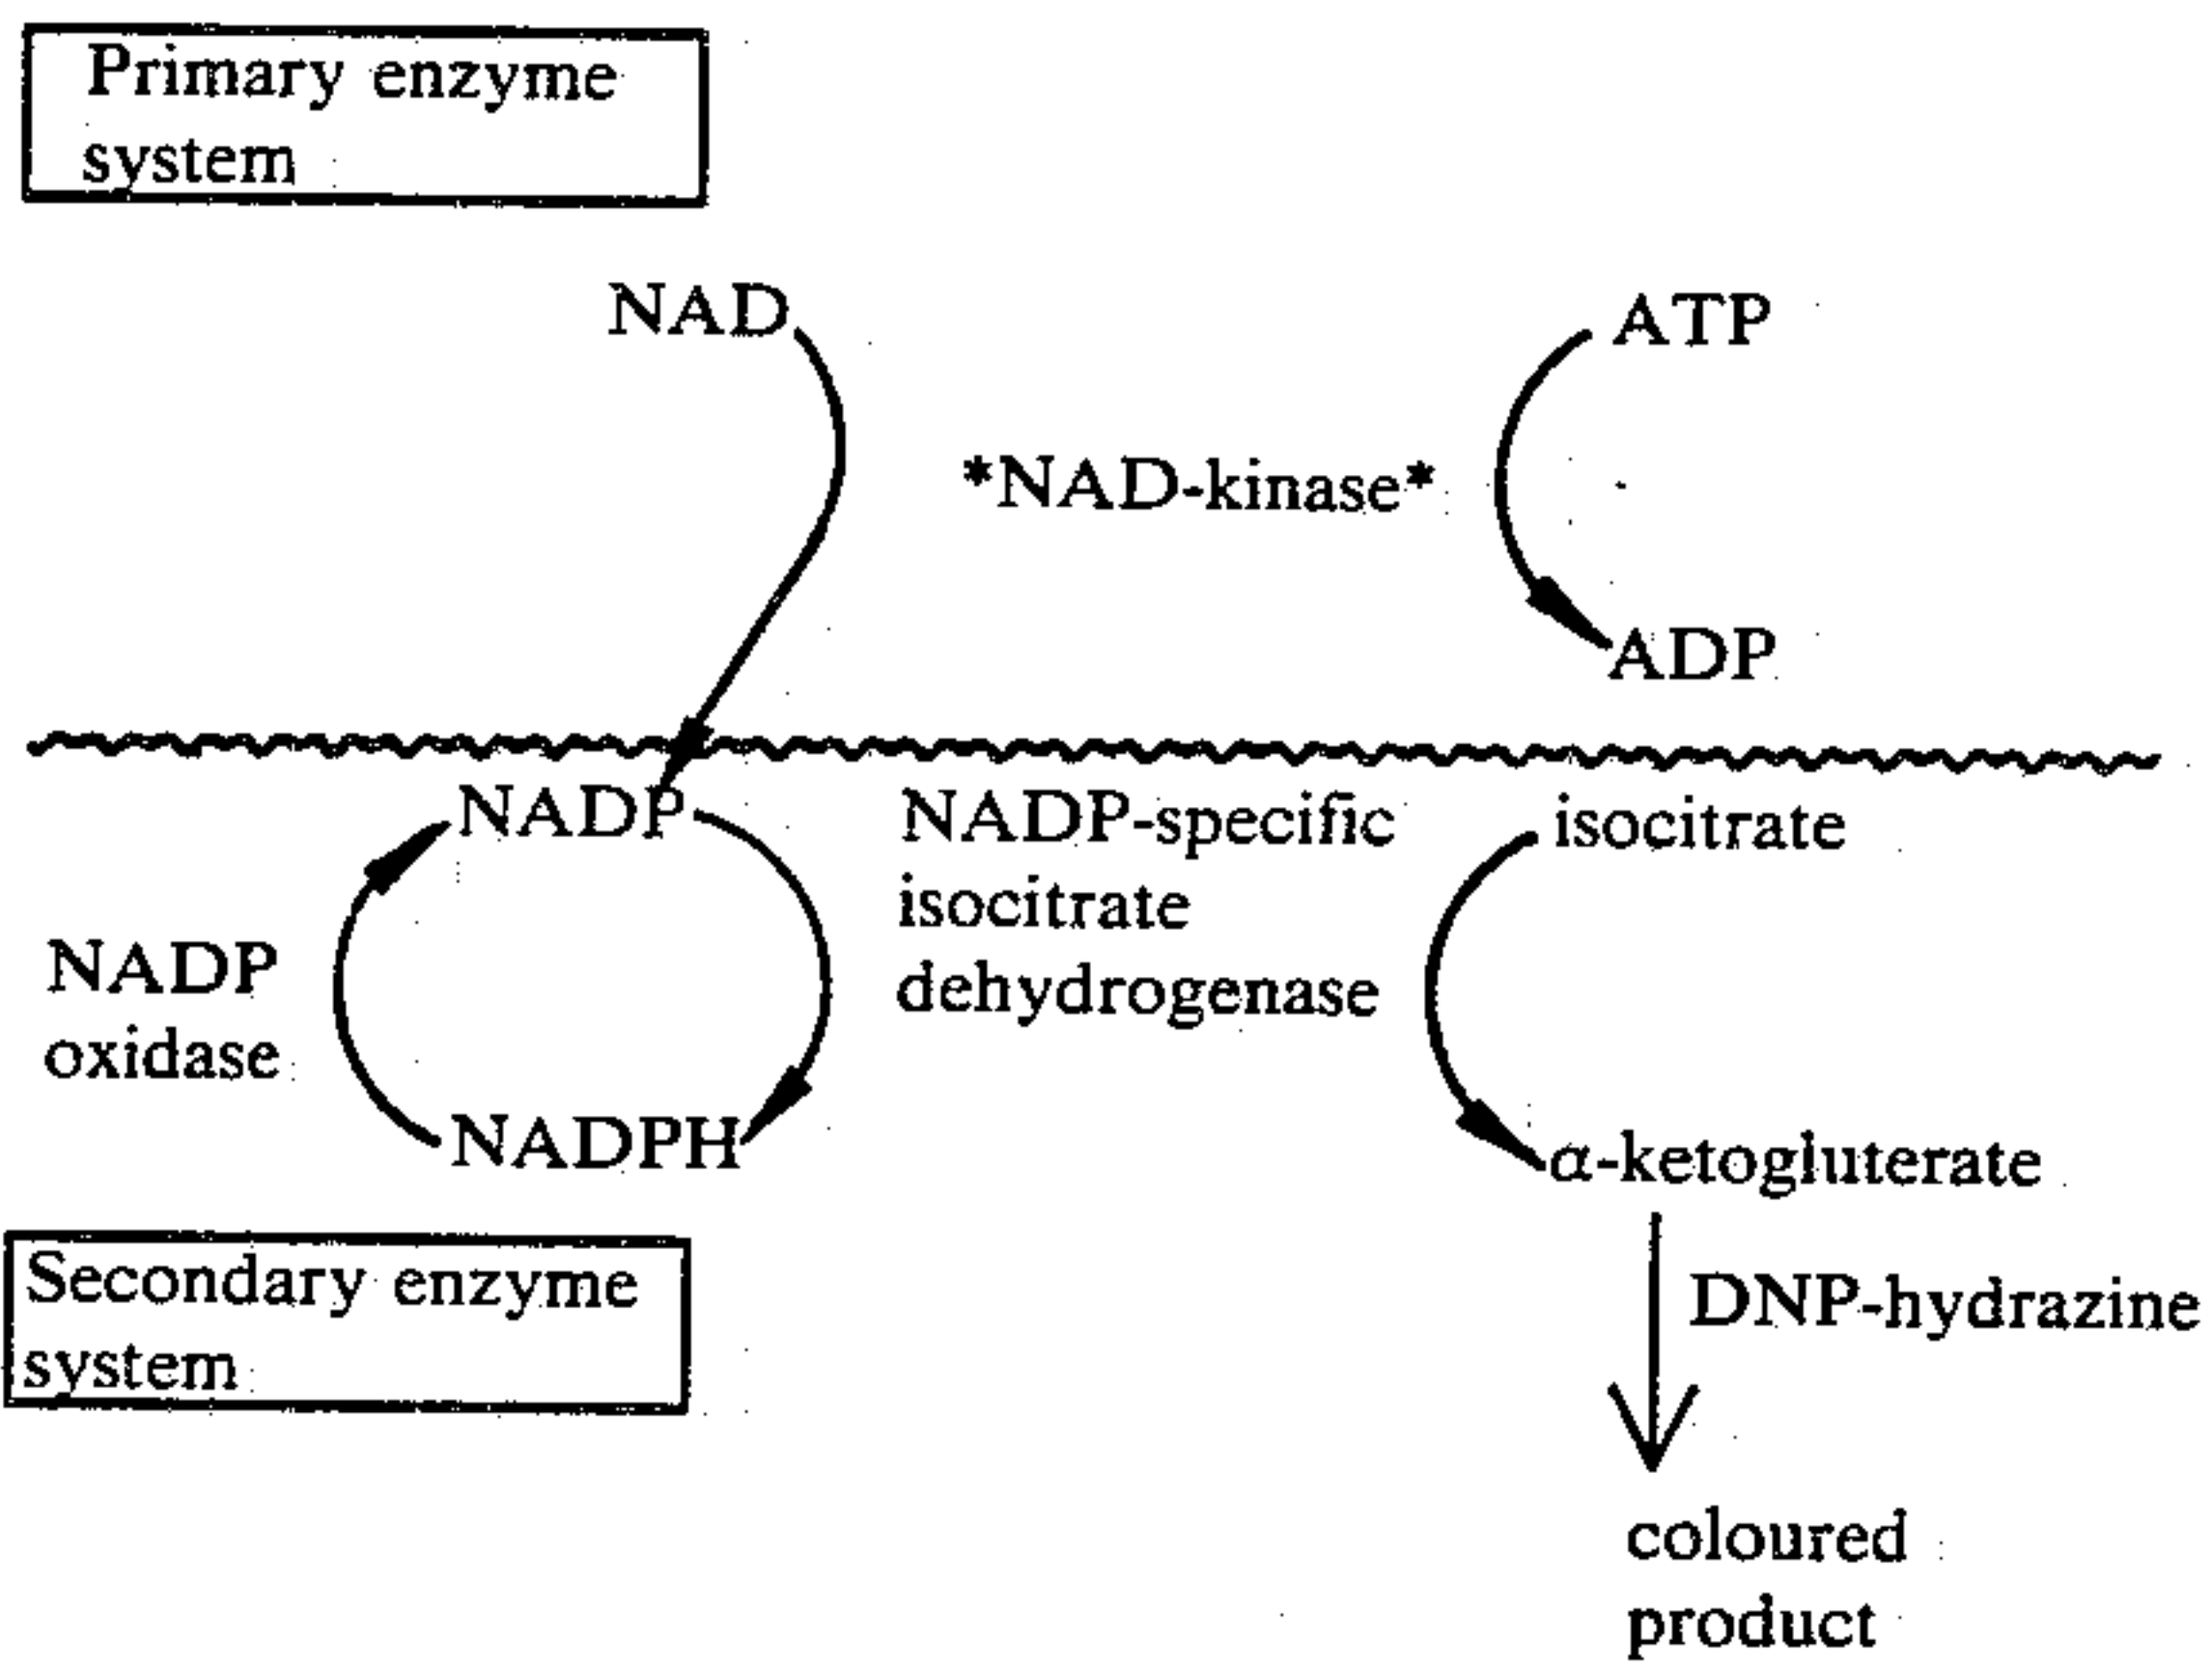 Primary enzyme
system
NAD
ATP
*NAD-kinase*
ADP
NADP
NADP-specific
isocitrate
dehydrogenase
isocitrate
NADP
oxidase
NADPH
α-ketogluterate
Secondary enzyme
system
DNP-hydrazine
coloured
product